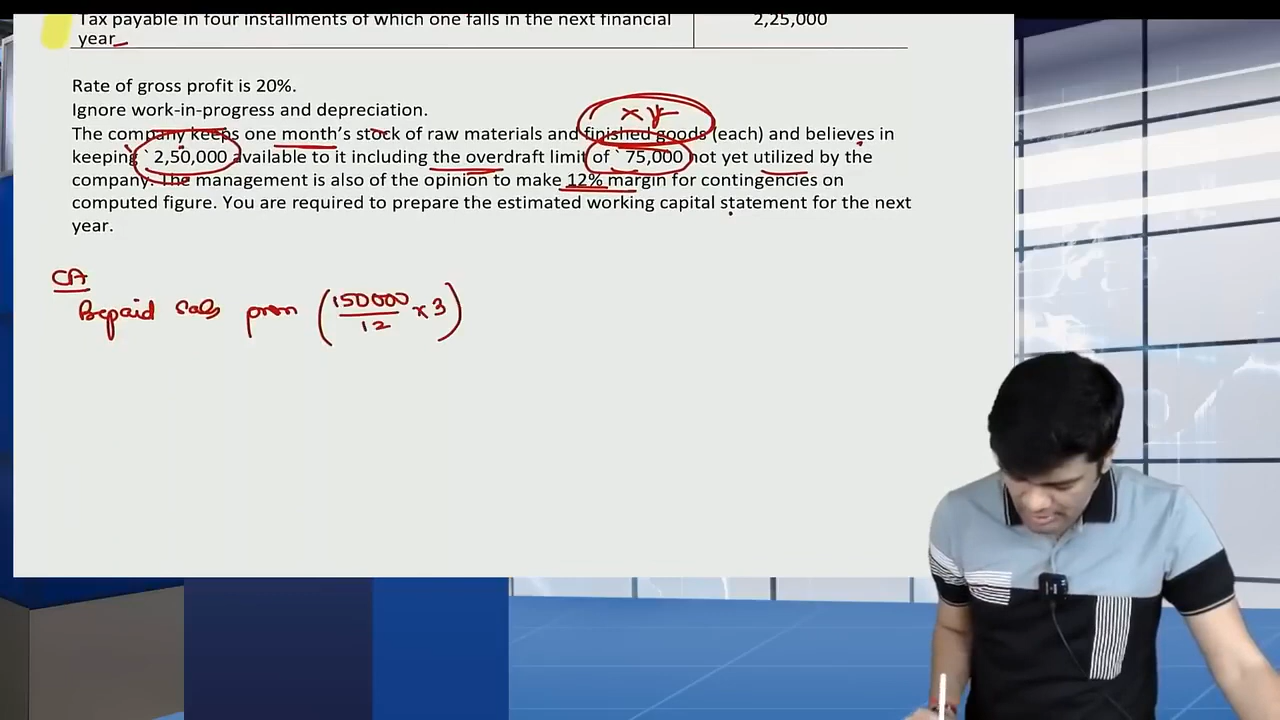 Tax payable in four installments of which one falls in the next financial year 2,25,000
Rate of gross profit is 20%.
Ignore work-in-progress and depreciation.
The company keeps one month's stock of raw materials and finished goods (each) and believes in
keeping ` 2,50,000 available to it including the overdraft limit of ` 75,000 not yet utilized by the
company. The management is also of the opinion to make 12% margin for contingencies on
computed figure. You are required to prepare the estimated working capital statement for the next
year.
CA
Prepaid Sales prom (150000/12 x 3)